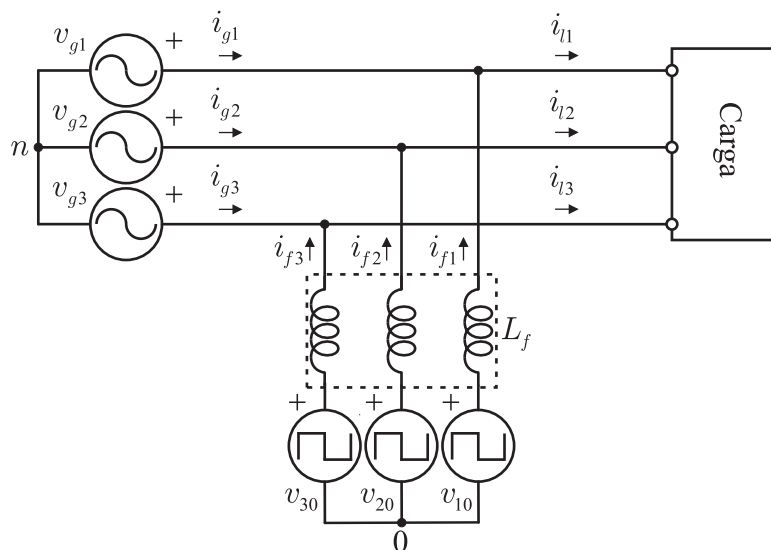 v_{g1} + i_{g1} i_{l1}
v_{g2} + i_{g2} i_{l2}
n
v_{g3} + i_{g3} i_{l3}
Carga
i_{f3} i_{f2} i_{f1}
L_f
+ + +
v_{30} v_{20} v_{10}
0